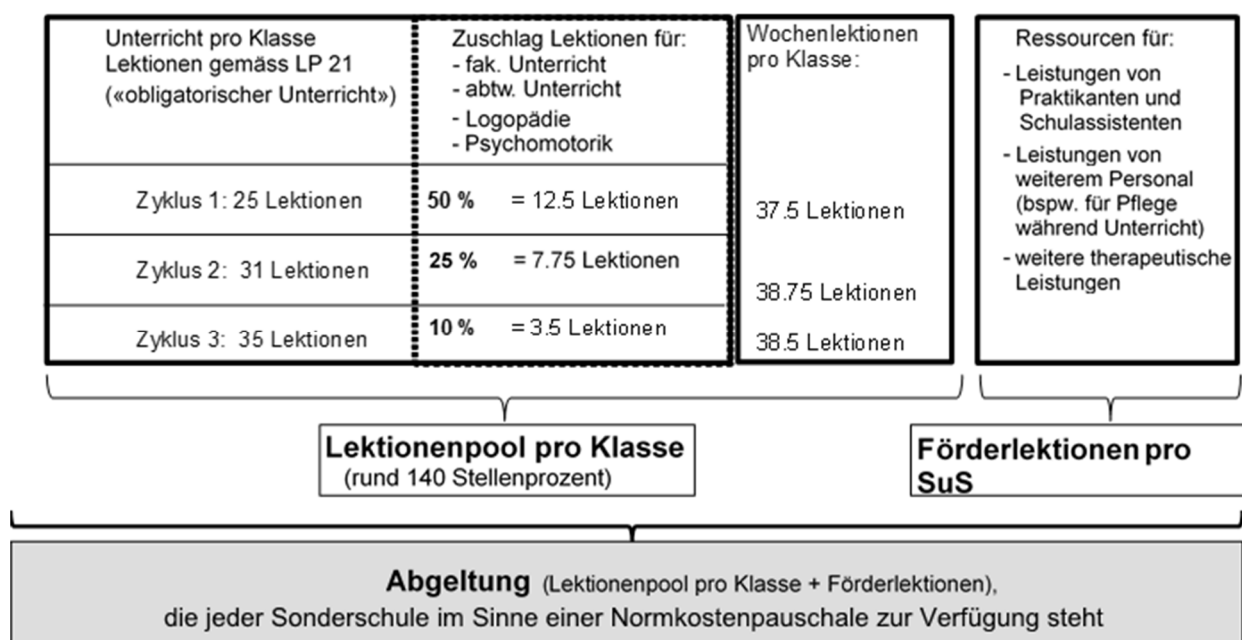 Unterricht pro Klasse
Lektionen gemäss LP 21
(«obligatorischer Unterricht»)
Zuschlag Lektionen für:
- fak. Unterricht
- abtw. Unterricht
- Logopädie
- Psychomotorik
Wochenlektionen
pro Klasse:
Zyklus 1: 25 Lektionen
50 % = 12.5 Lektionen
37.5 Lektionen
Zyklus 2: 31 Lektionen
25 % = 7.75 Lektionen
38.75 Lektionen
Zyklus 3: 35 Lektionen
10 % = 3.5 Lektionen
38.5 Lektionen
Ressourcen für:
- Leistungen von
Praktikanten und
Schulassistenten
- Leistungen von
weiterem Personal
(bspw. für Pflege
während Unterricht)
- weitere therapeutische
Leistungen
Lektionenpool pro Klasse
(rund 140 Stellenprozent)
Förderlektionen pro
SuS
Abgeltung (Lektionenpool pro Klasse + Förderlektionen),
die jeder Sonderschule im Sinne einer Normkostenpauschale zur Verfügung steht